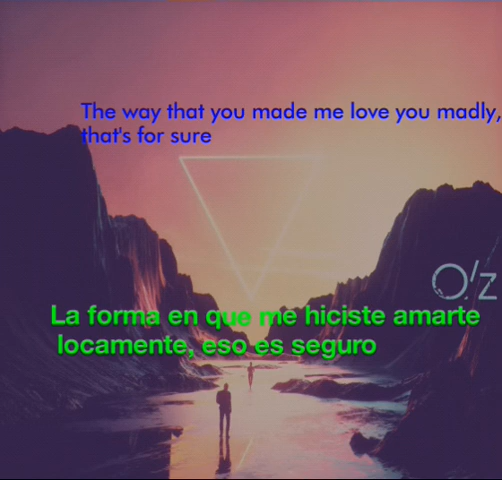 The way that you made me love you madly,
that's for sure
O/z
La forma en que me hiciste amarte
locamente, eso es seguro